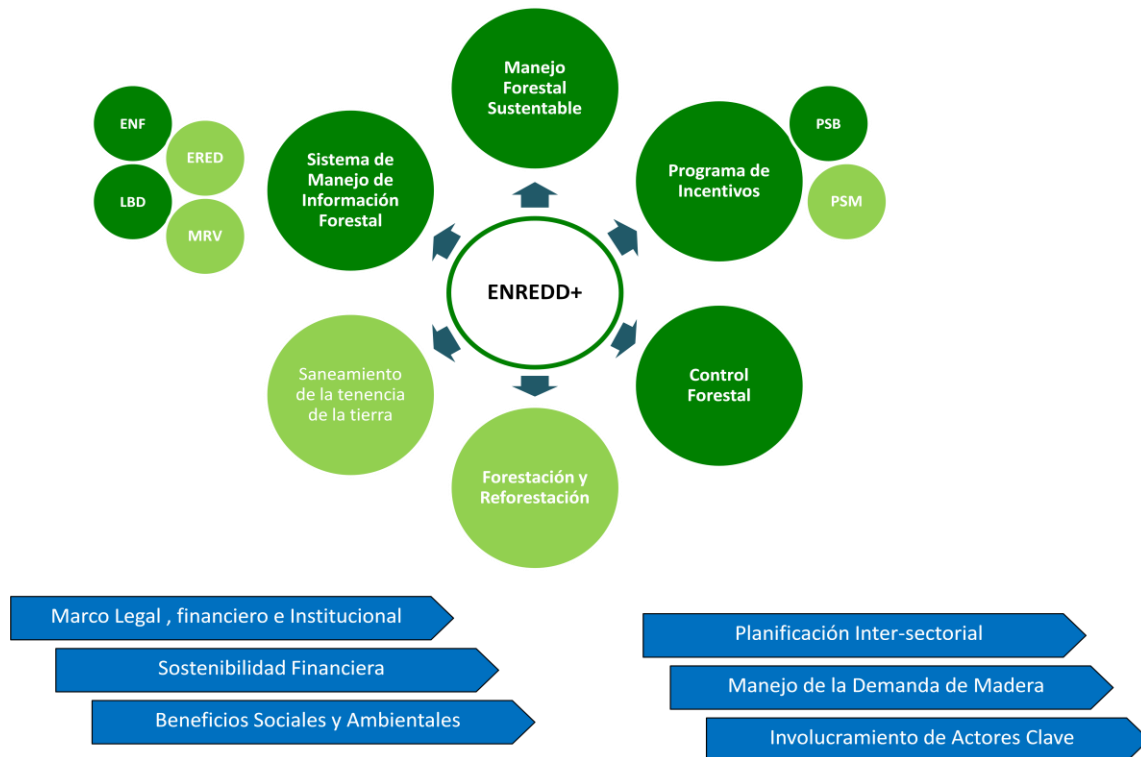 Manejo
Forestal
Sustentable
ENF
ERED
LBD
MRV
Sistema de
Manejo de
Información
Forestal
Programa de
Incentivos
PSB
PSM
ENREDD+
Saneamiento
de la tenencia
de la tierra
Control
Forestal
Forestación y
Reforestación
Marco Legal , financiero e Institucional
Sostenibilidad Financiera
Beneficios Sociales y Ambientales
Planificación Inter-sectorial
Manejo de la Demanda de Madera
Involucramiento de Actores Clave